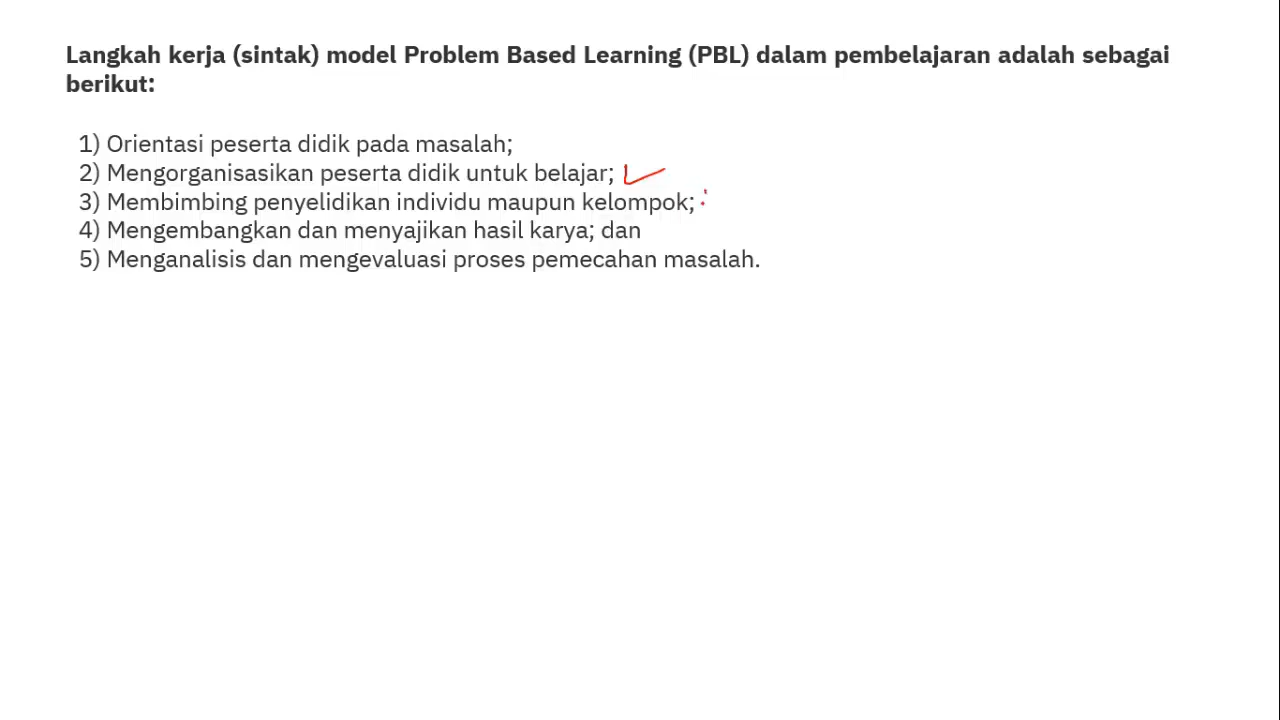 Langkah kerja (sintak) model Problem Based Learning (PBL) dalam pembelajaran adalah sebagai
berikut:
1) Orientasi peserta didik pada masalah;
2) Mengorganisasikan peserta didik untuk belajar;
3) Membimbing penyelidikan individu maupun kelompok;
4) Mengembangkan dan menyajikan hasil karya; dan
5) Menganalisis dan mengevaluasi proses pemecahan masalah.